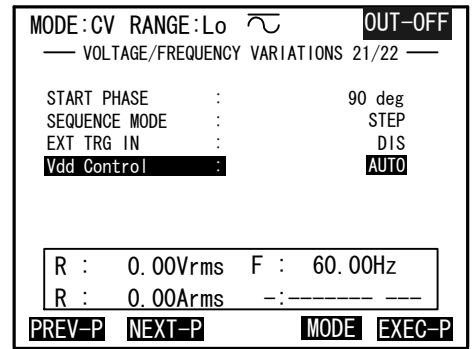 MODE:CV RANGE:Lo OUT-OFF
VOLTAGE/FREQUENCY VARIATIONS 21/22
START PHASE : 90 deg
SEQUENCE MODE : STEP
EXT TRG IN : DIS
Vdd Control : AUTO
R : 0.00Vrms F : 60.00Hz
R : 0.00Arms -:------- ---
PREV-P NEXT-P MODE EXEC-P